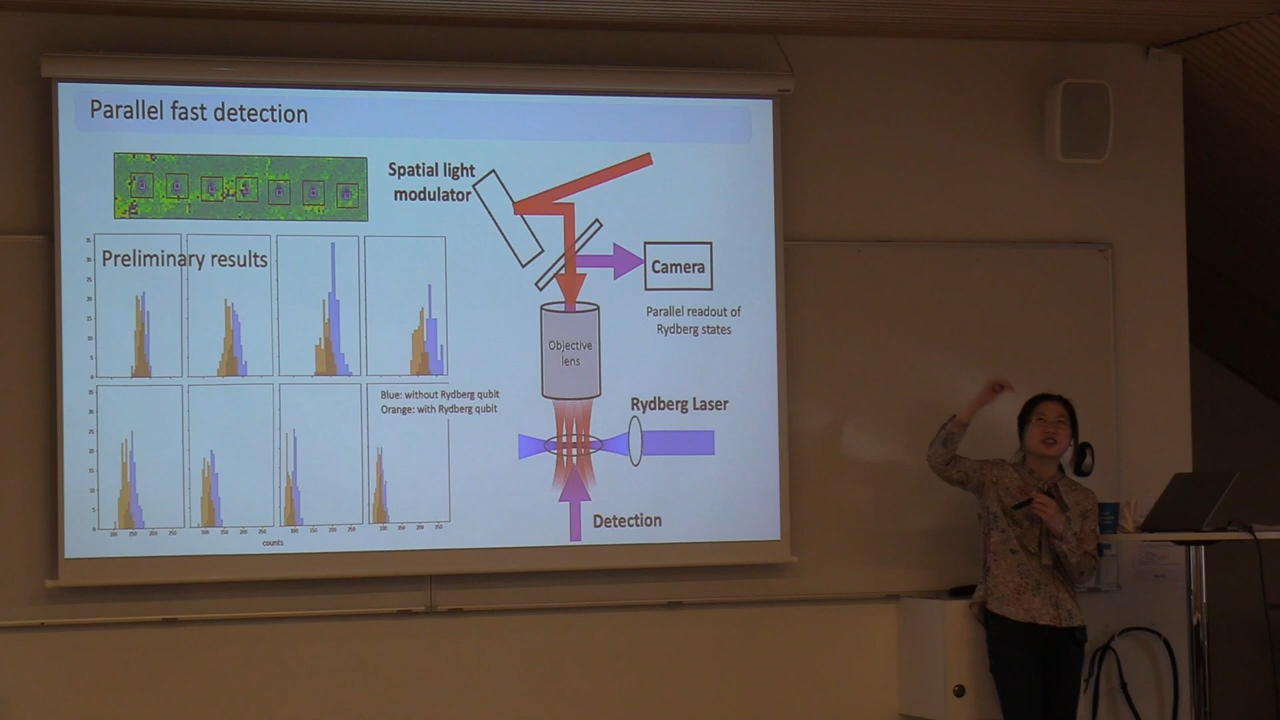 Parallel fast detection
Spatial light
modulator
Preliminary results
Camera
Parallel readout of
Rydberg states
Objective
lens
Blue: without Rydberg qubit
Orange: with Rydberg qubit
Rydberg Laser
Detection
counts